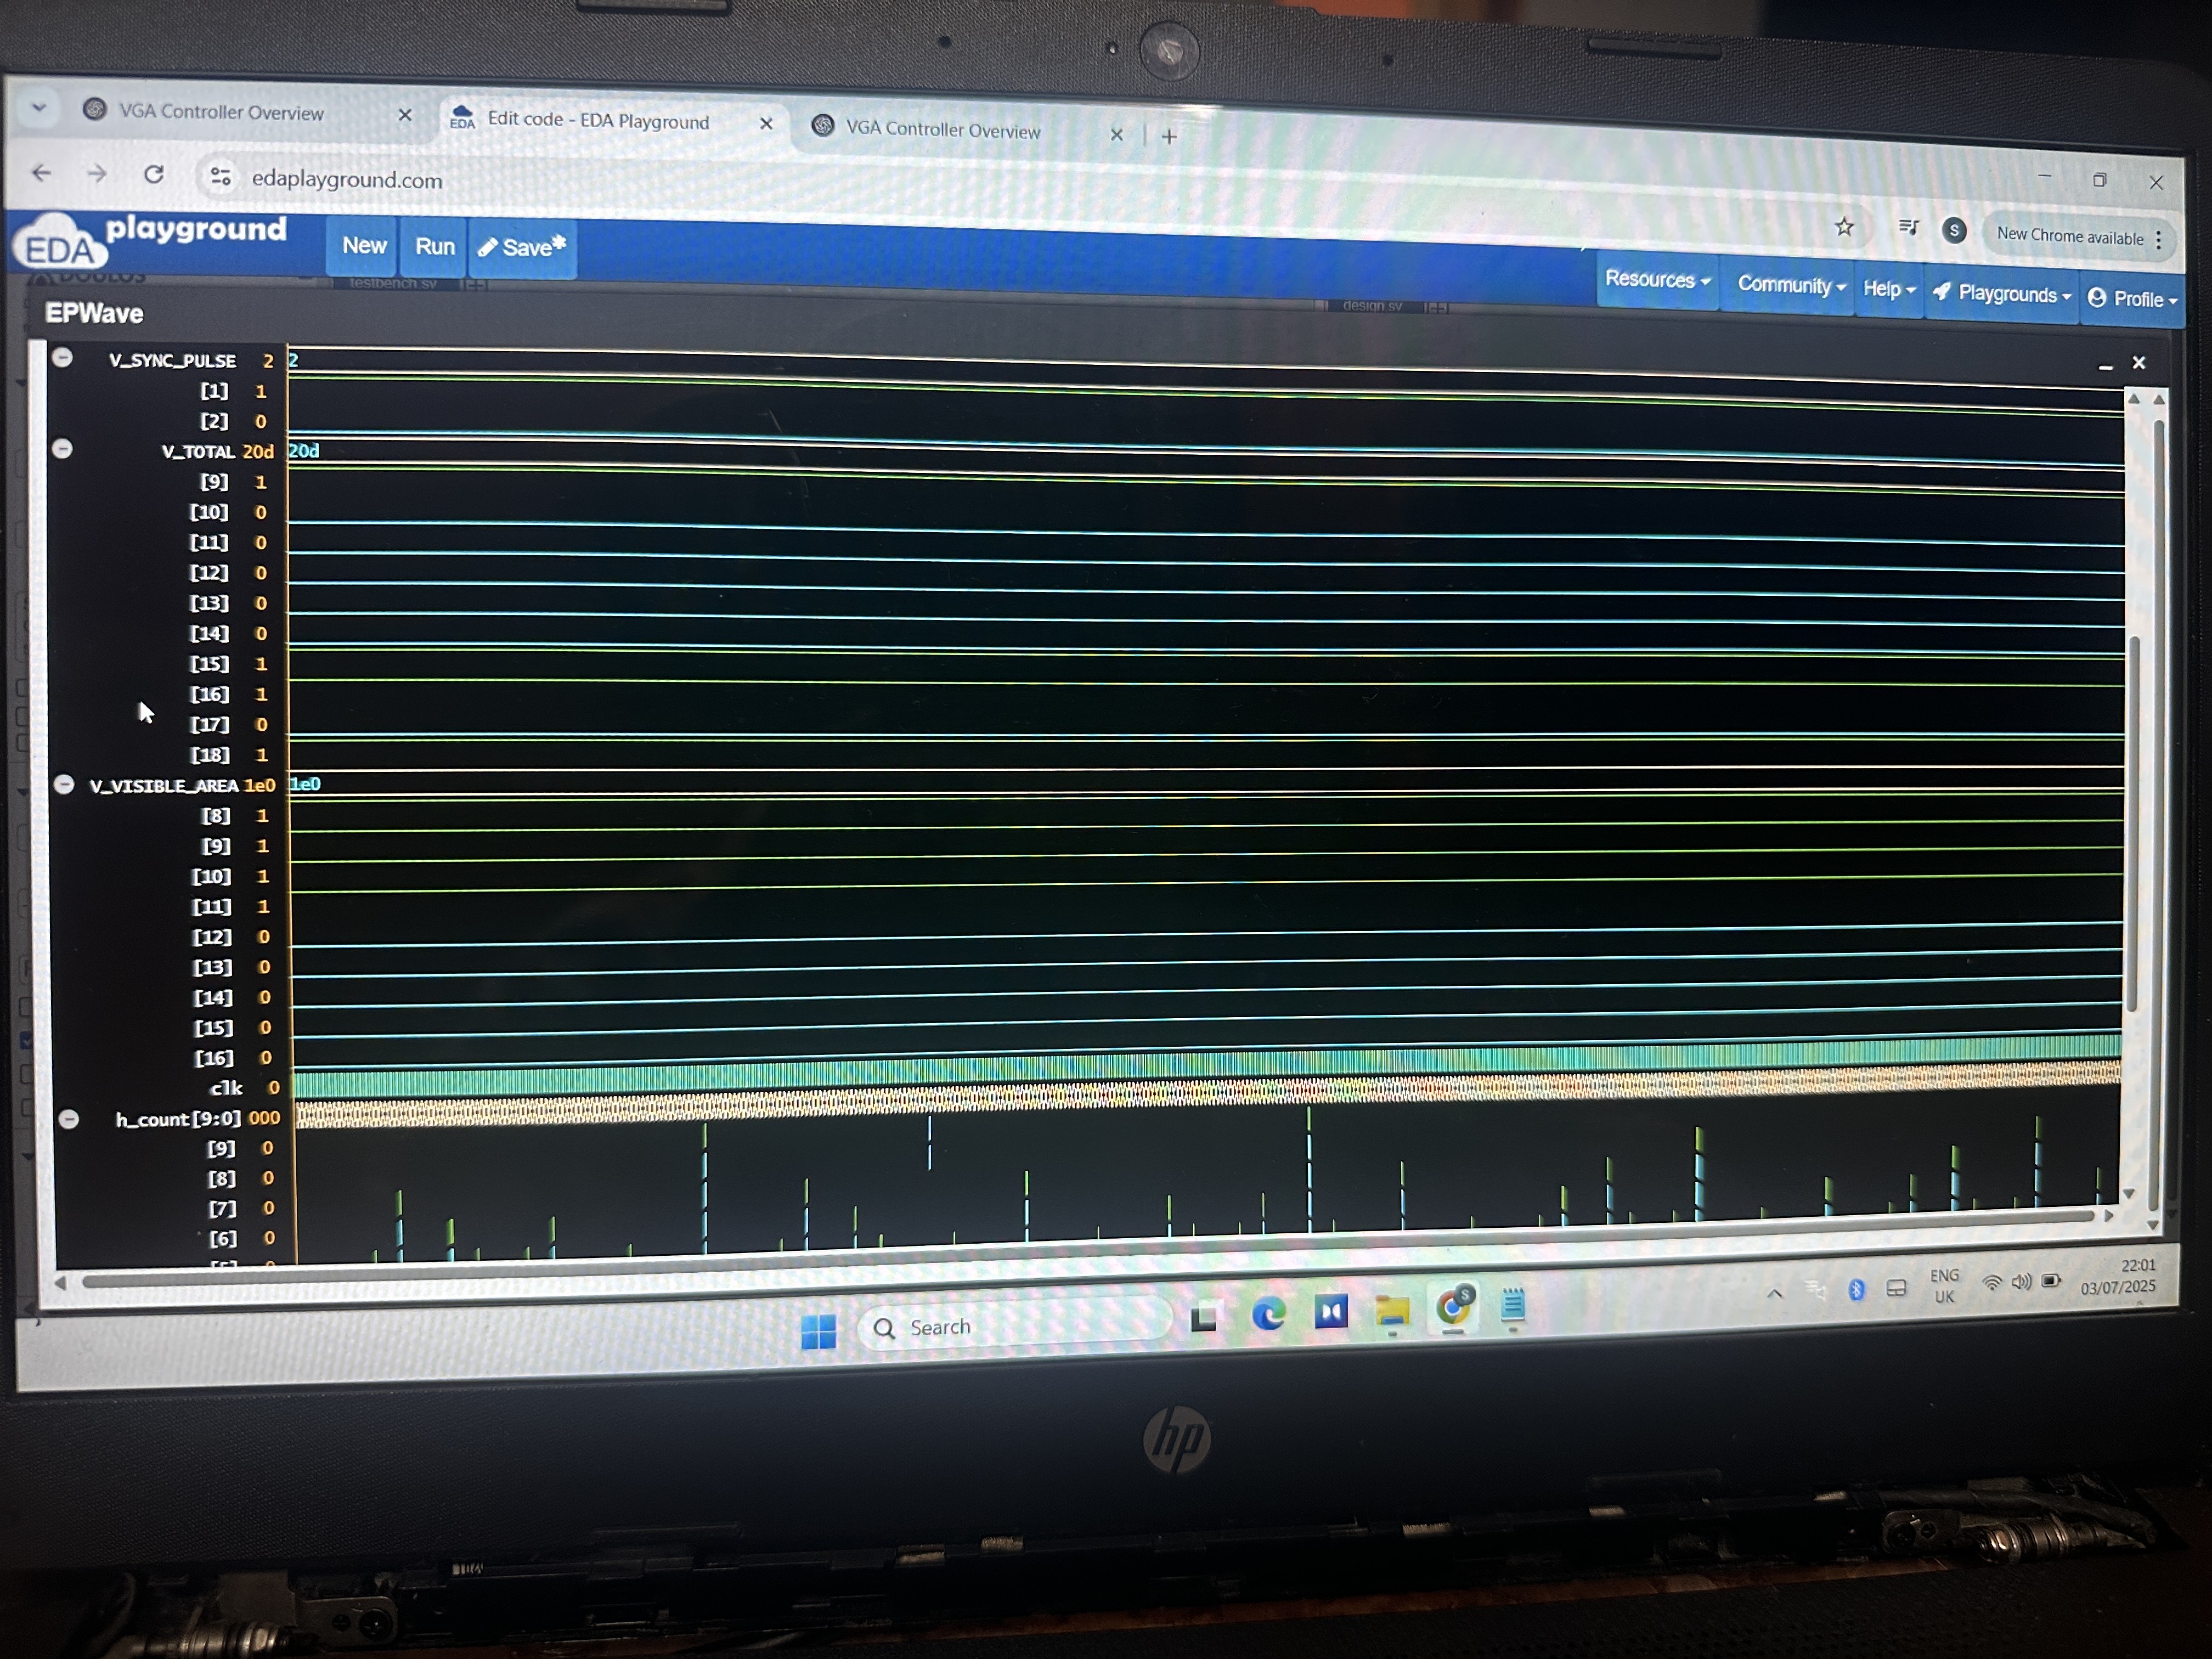 VGA Controller Overview
Edit code - EDA Playground
VGA Controller Overview
edaplayground.com
New Chrome available
S
EDA playground
New
Run
Save*
Resources
Community
Help
Playgrounds
Profile
testbench.sv
design.sv
EPWave
V_SYNC_PULSE 2 2
[1] 1
[2] 0
V_TOTAL 20d 20d
[9] 1
[10] 0
[11] 0
[12] 0
[13] 0
[14] 0
[15] 1
[16] 1
[17] 0
[18] 1
V_VISIBLE_AREA 1e0 1e0
[8] 1
[9] 1
[10] 1
[11] 1
[12] 0
[13] 0
[14] 0
[15] 0
[16] 0
clk 0
h_count[9:0] 000
[9] 0
[8] 0
[7] 0
[6] 0
Search
S
ENG
UK
22:01
03/07/2025
hp